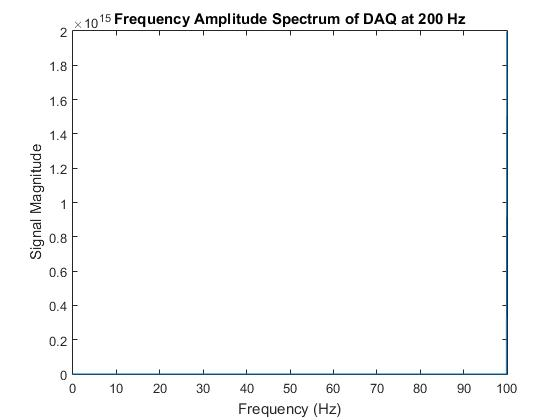 ×10^15 Frequency Amplitude Spectrum of DAQ at 200 Hz
2
1.8
1.6
1.4
1.2
1
0.8
0.6
0.4
0.2
0
Signal Magnitude
0 10 20 30 40 50 60 70 80 90 100
Frequency (Hz)